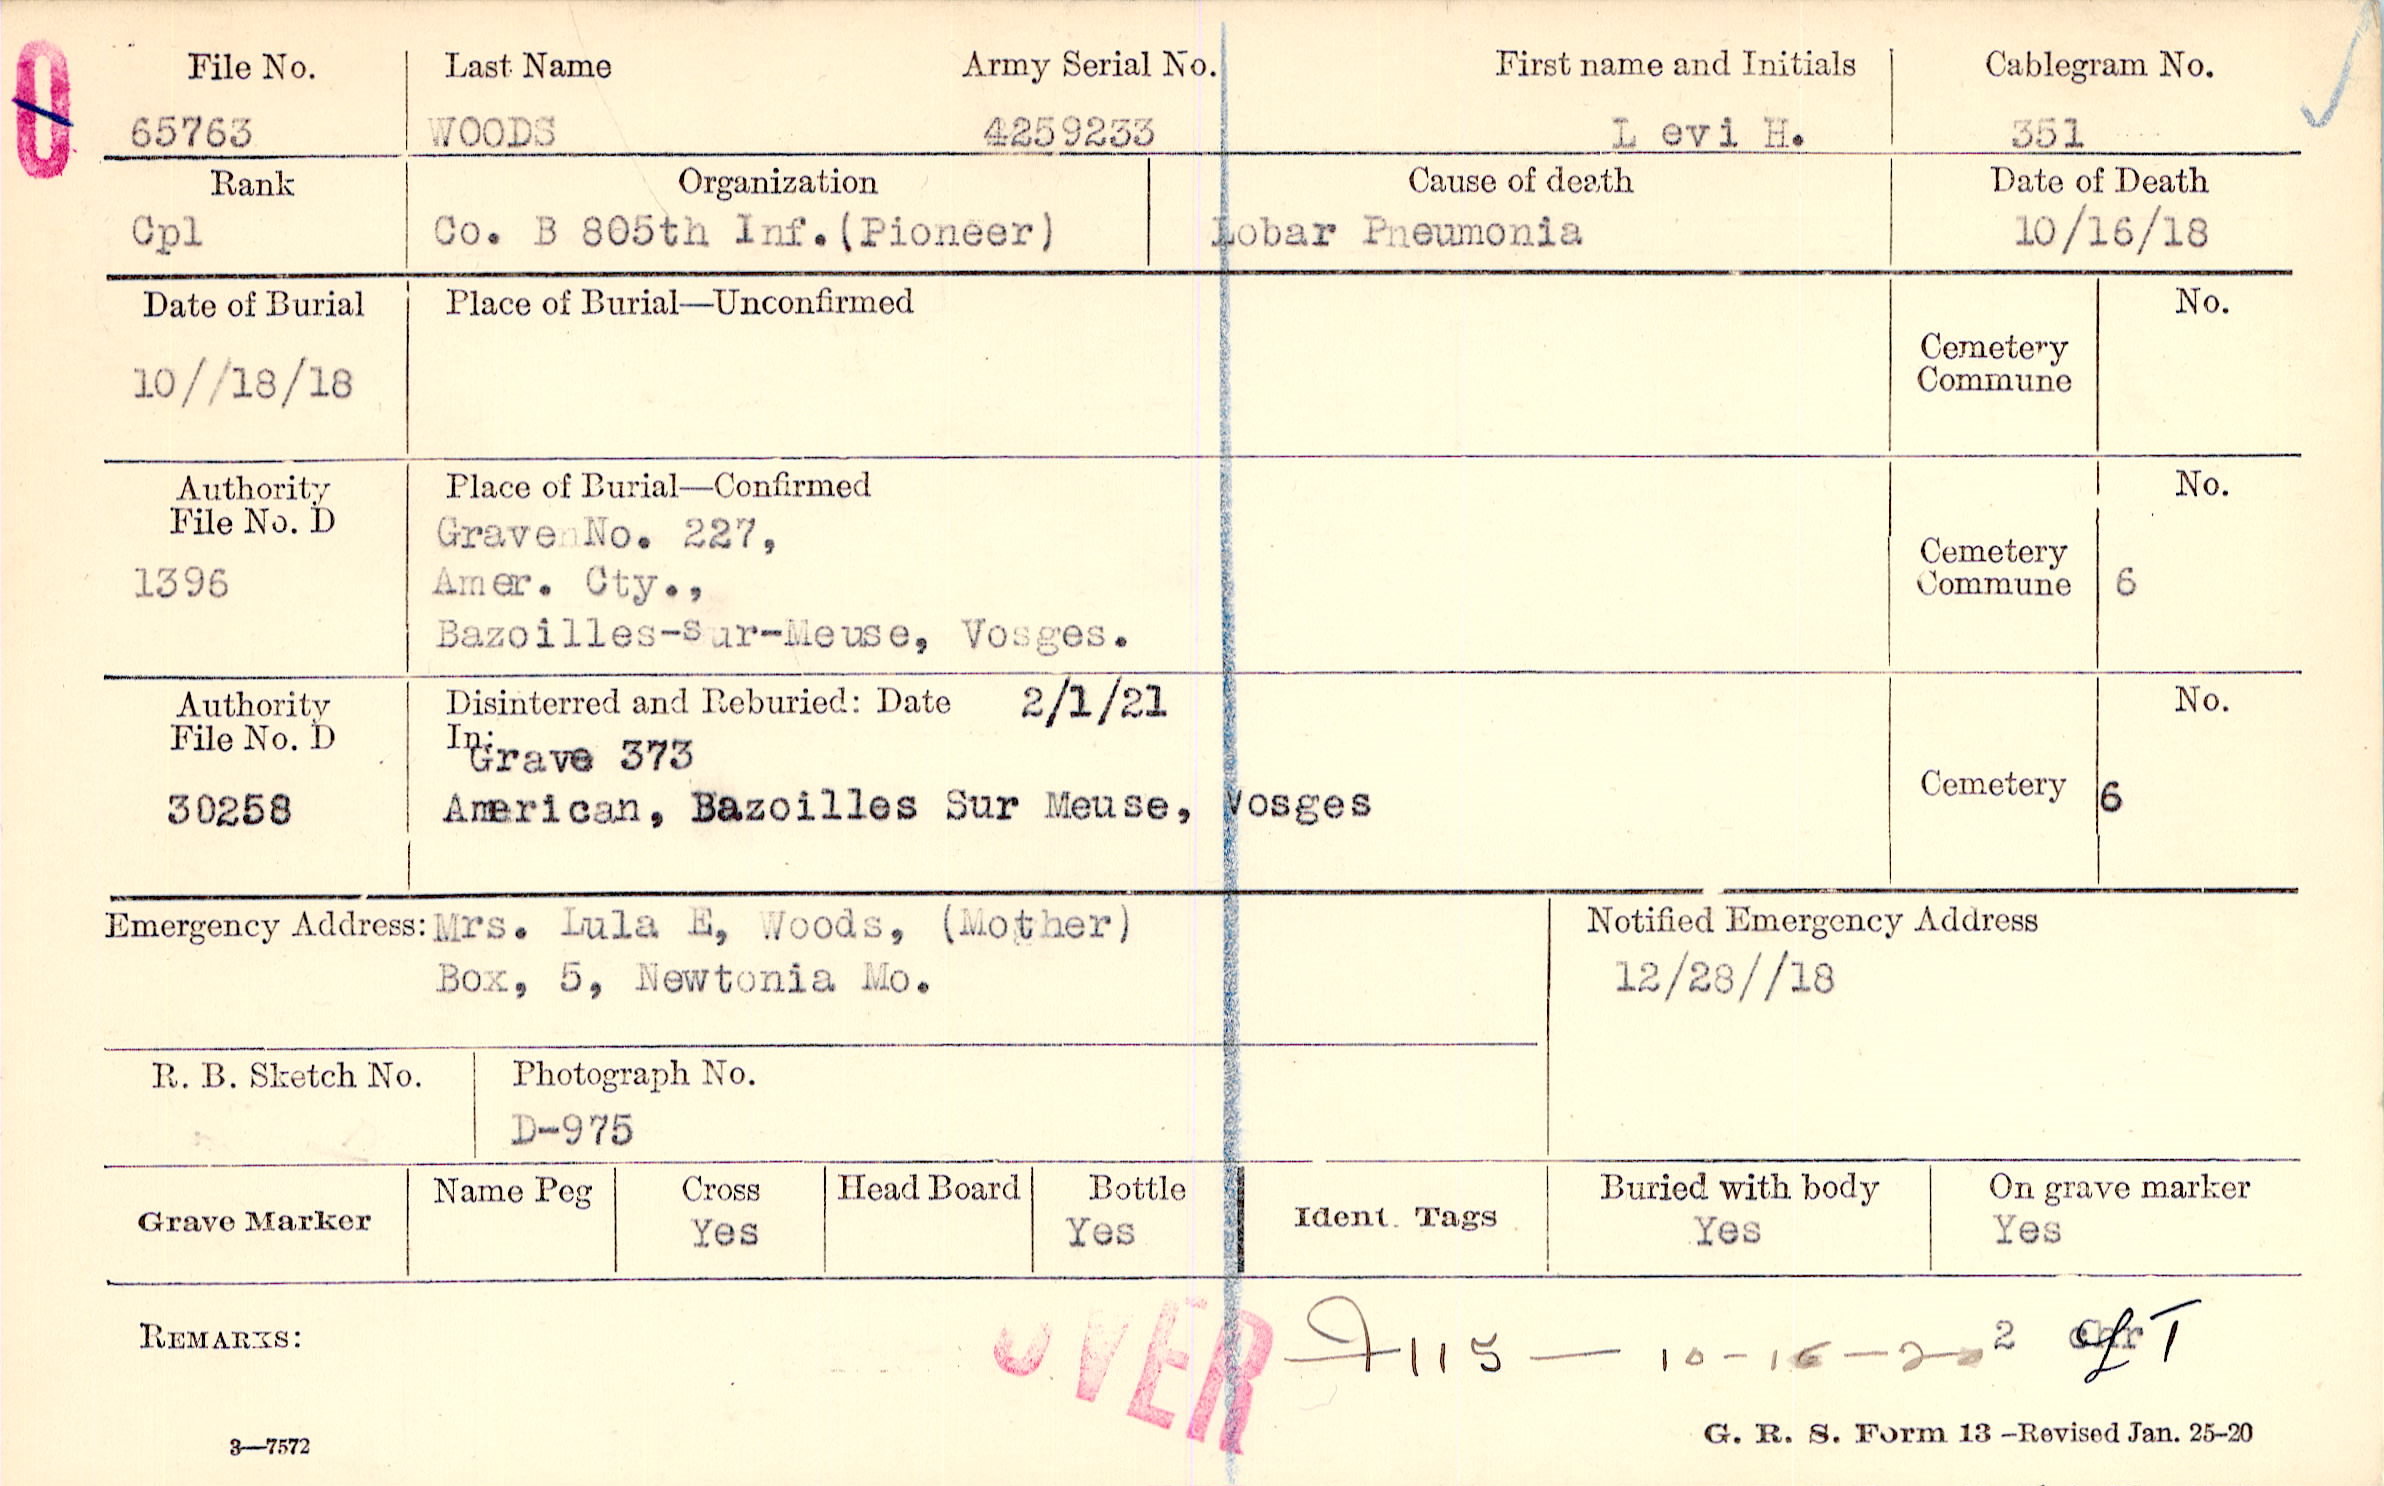 0
File No. Last Name Army Serial No. First name and Initials Cablegram No.
65763 WOODS 4259233 L evi H. 351
Rank Organization Cause of death Date of Death
Cpl Co. B 805th Inf.(Pioneer) Lobar Pneumonia 10/16/18
Date of Burial Place of Burial—Unconfirmed No.
Cemetery
Commune
10//18/18
Authority Place of Burial—Confirmed No.
File No. D
Grave No. 227,
Cemetery
1396 Amer. Cty., Commune 6
Bazoilles-sur-Meuse, Vosges.
Authority Disinterred and Reburied: Date 2/1/21 No.
File No. D In:
Grave 373
Cemetery 6
30258 American, Bazoilles Sur Meuse, Vosges
Emergency Address: Mrs. Lula E, Woods, (Mother) Notified Emergency Address
Box, 5, Newtonia Mo. 12/28//18
R. B. Sketch No. Photograph No.
D-975
Name Peg Cross Head Board Bottle Buried with body On grave marker
Grave Marker Yes Yes Ident. Tags Yes Yes
REMARKS:
OVER
115 — 10-16-2 2
3—7572
G. R. S. Form 13 –Revised Jan. 25–20